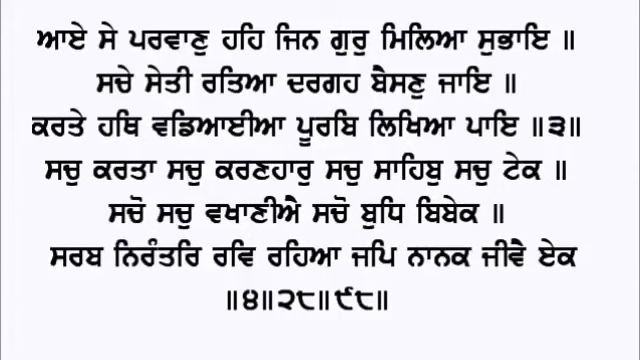 ਆਏ ਸੇ ਪਰਵਾਣੁ ਹਹਿ ਜਿਨ ਗੁਰੁ ਮਿਲਿਆ ਸੁਭਾਇ ॥
ਸਚੇ ਸੇਤੀ ਰਤਿਆ ਦਰਗਹ ਬੈਸਣੁ ਜਾਇ ॥
ਕਰਤੇ ਹਥਿ ਵਡਿਆਈਆ ਪੂਰਬਿ ਲਿਖਿਆ ਪਾਇ ॥੩॥
ਸਚੁ ਕਰਤਾ ਸਚੁ ਕਰਣਹਾਰੁ ਸਚੁ ਸਾਹਿਬੁ ਸਚੁ ਟੇਕ ॥
ਸਚੋ ਸਚੁ ਵਖਾਣੀਐ ਸਚੋ ਬੁਧਿ ਬਿਬੇਕ ॥
ਸਰਬ ਨਿਰੰਤਰਿ ਰਵਿ ਰਹਿਆ ਜਪਿ ਨਾਨਕ ਜੀਵੈ ਏਕ
॥੪॥੨੮॥੯੮॥